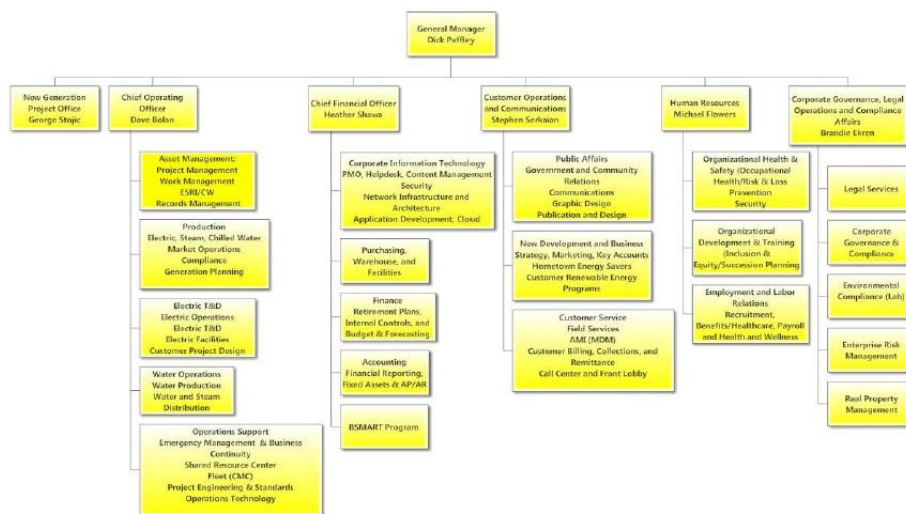 General Manager
Dick Peffley
New Generation
Project Office
George Stojic
Chief Operating
Officer
Dave Bolan
Chief Financial Officer
Heather Shawa
Customer Operations
and Communications
Stephen Serkaian
Human Resources
Michael Flowers
Corporate Governance, Legal
Operations and Compliance
Affairs
Brandie Ekren
Asset Management:
Project Management
Work Management
ESRI/CW
Records Management
Production
Electric, Steam, Chilled Water
Market Operations
Compliance
Generation Planning
Electric T&D
Electric Operations
Electric T&D
Electric Facilities
Customer Project Design
Water Operations
Water Production
Water and Steam
Distribution
Operations Support
Emergency Management & Business
Continuity
Shared Resource Center
Fleet (CMC)
Project Engineering & Standards
Operations Technology
Corporate Information Technology
PMO, Helpdesk, Content Management
Security
Network Infrastructure and
Architecture
Application Development, Cloud
Purchasing,
Warehouse, and
Facilities
Finance
Retirement Plans,
Internal Controls, and
Budget & Forecasting
Accounting
Financial Reporting,
Fixed Assets & AP/AR
BSMART Program
Public Affairs
Government and Community
Relations
Communications
Graphic Design
Publication and Design
New Development and Business
Strategy, Marketing, Key Accounts
Hometown Energy Savers
Customer Renewable Energy
Programs
Customer Service
Field Services
AMI (MDM)
Customer Billing, Collections, and
Remittance
Call Center and Front Lobby
Organizational Health &
Safety (Occupational
Health/Risk & Loss
Prevention
Security
Organizational
Development & Training
(Inclusion &
Equity/Succession Planning
Employment and Labor
Relations
Recruitment,
Benefits/Healthcare, Payroll
and Health and Wellness
Legal Services
Corporate
Governance & Compliance
Environmental
Compliance (Lab)
Enterprise Risk
Management
Real Property
Management